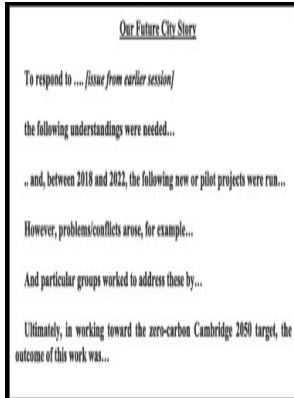 Our Future City Story
To respond to .... [issue from earlier session]
the following understandings were needed...
.. and, between 2018 and 2022, the following new or pilot projects were run...
However, problems/conflicts arose, for example...
And particular groups worked to address these by...
Ultimately, in working toward the zero-carbon Cambridge 2050 target, the
outcome of this work was...